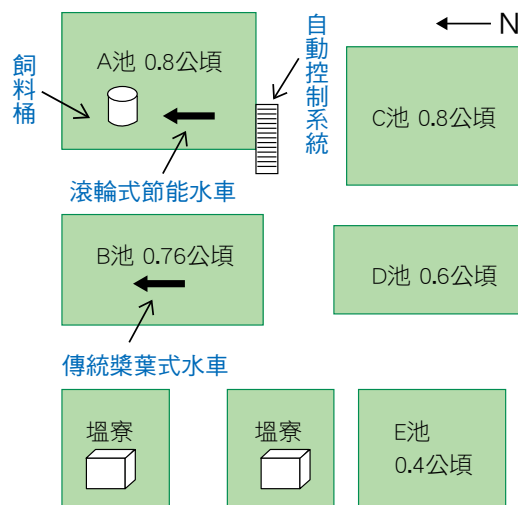 N
A池 0.8公頃
飼料桶
自動控制系統
C池 0.8公頃
滾輪式節能水車
B池 0.76公頃
D池 0.6公頃
傳統槳葉式水車
塭寮
塭寮
E池
0.4公頃